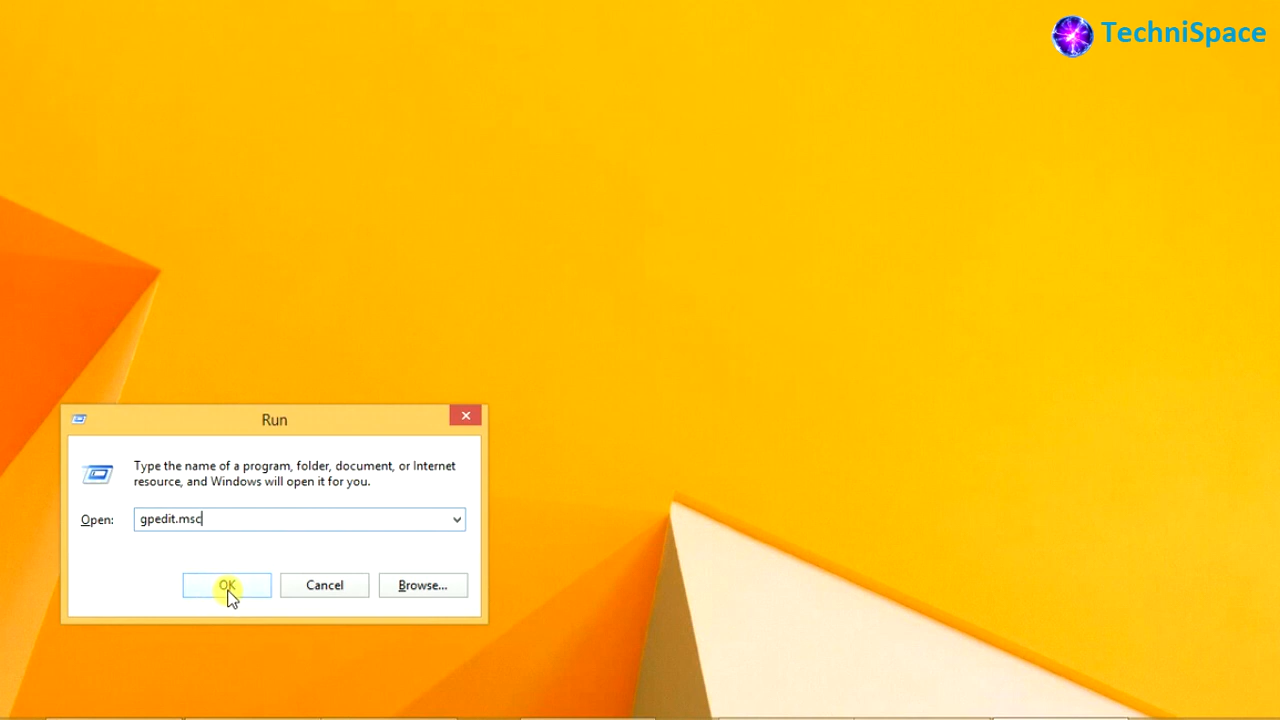 TechniSpace
Run
Type the name of a program, folder, document, or Internet
resource, and Windows will open it for you.
Open: gpedit.msc
OK Cancel Browse...